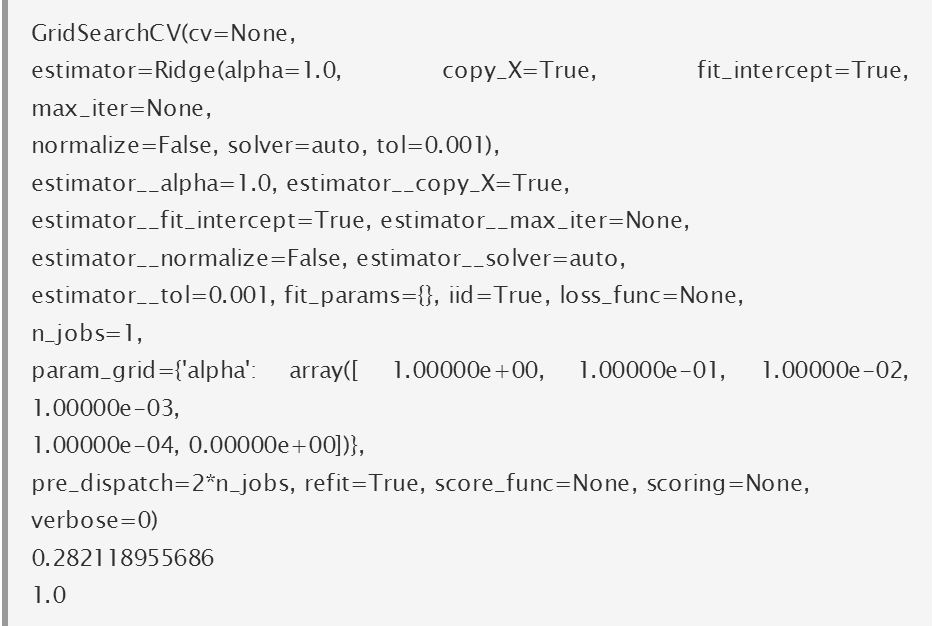 GridSearchCV(cv=None,
estimator=Ridge(alpha=1.0, copy_X=True, fit_intercept=True,
max_iter=None,
normalize=False, solver=auto, tol=0.001),
estimator__alpha=1.0, estimator__copy_X=True,
estimator__fit_intercept=True, estimator__max_iter=None,
estimator__normalize=False, estimator__solver=auto,
estimator__tol=0.001, fit_params={}, iid=True, loss_func=None,
n_jobs=1,
param_grid={'alpha': array([ 1.00000e+00, 1.00000e-01, 1.00000e-02,
1.00000e-03,
1.00000e-04, 0.00000e+00])},
pre_dispatch=2*n_jobs, refit=True, score_func=None, scoring=None,
verbose=0)
0.282118955686
1.0